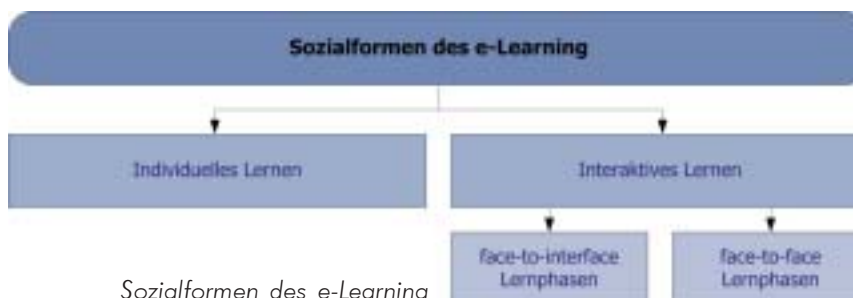 Sozialformen des e-Learning
Individuelles Lernen
Interaktives Lernen
face-to-interface
Lernphasen
face-to-face
Lernphasen
Sozialformen des e-Learning